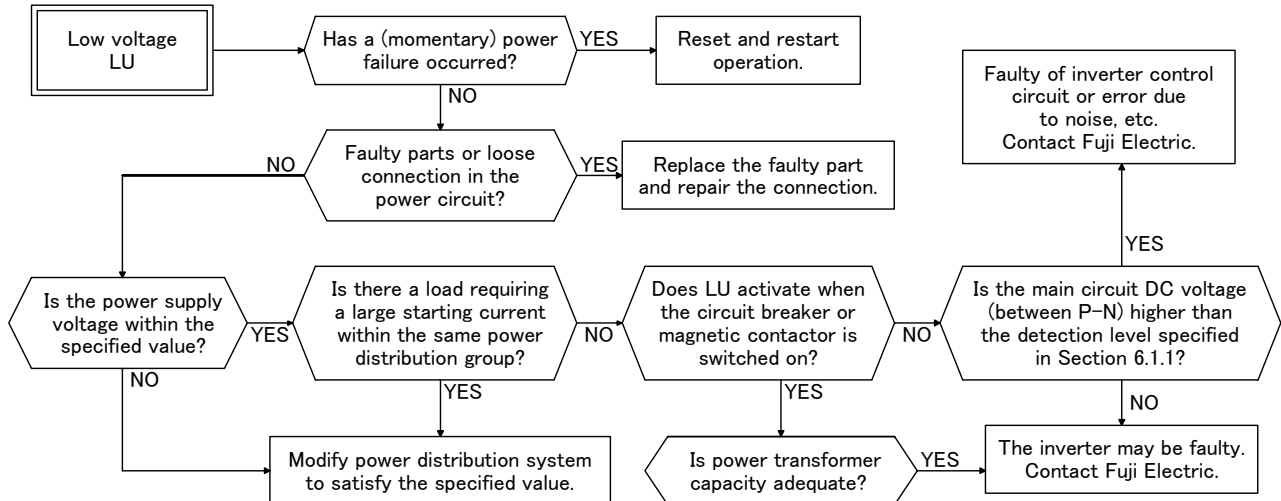 Low voltage
LU
Has a (momentary) power
failure occurred?
YES
Reset and restart
operation.
NO
Faulty parts or loose
connection in the
power circuit?
NO
YES
Replace the faulty part
and repair the connection.
Faulty of inverter control
circuit or error due
to noise, etc.
Contact Fuji Electric.
YES
Is the power supply
voltage within the
specified value?
YES
NO
Is there a load requiring
a large starting current
within the same power
distribution group?
NO
YES
Does LU activate when
the circuit breaker or
magnetic contactor is
switched on?
NO
YES
Is the main circuit DC voltage
(between P-N) higher than
the detection level specified
in Section 6.1.1?
NO
Modify power distribution system
to satisfy the specified value.
Is power transformer
capacity adequate?
YES
The inverter may be faulty.
Contact Fuji Electric.